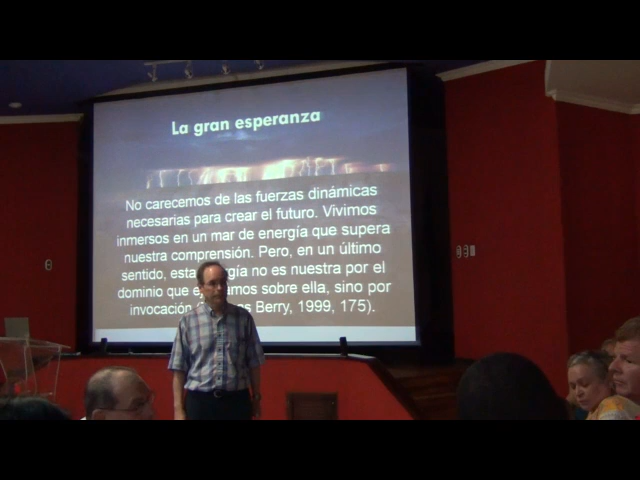 La gran esperanza
No carecemos de las fuerzas dinámicas
necesarias para crear el futuro. Vivimos
inmersos en un mar de energía que supera
nuestra comprensión. Pero, en un último
sentido, esta no es nuestra por el
dominio que sobre ella, sino por
invocación Berry, 1999, 175).